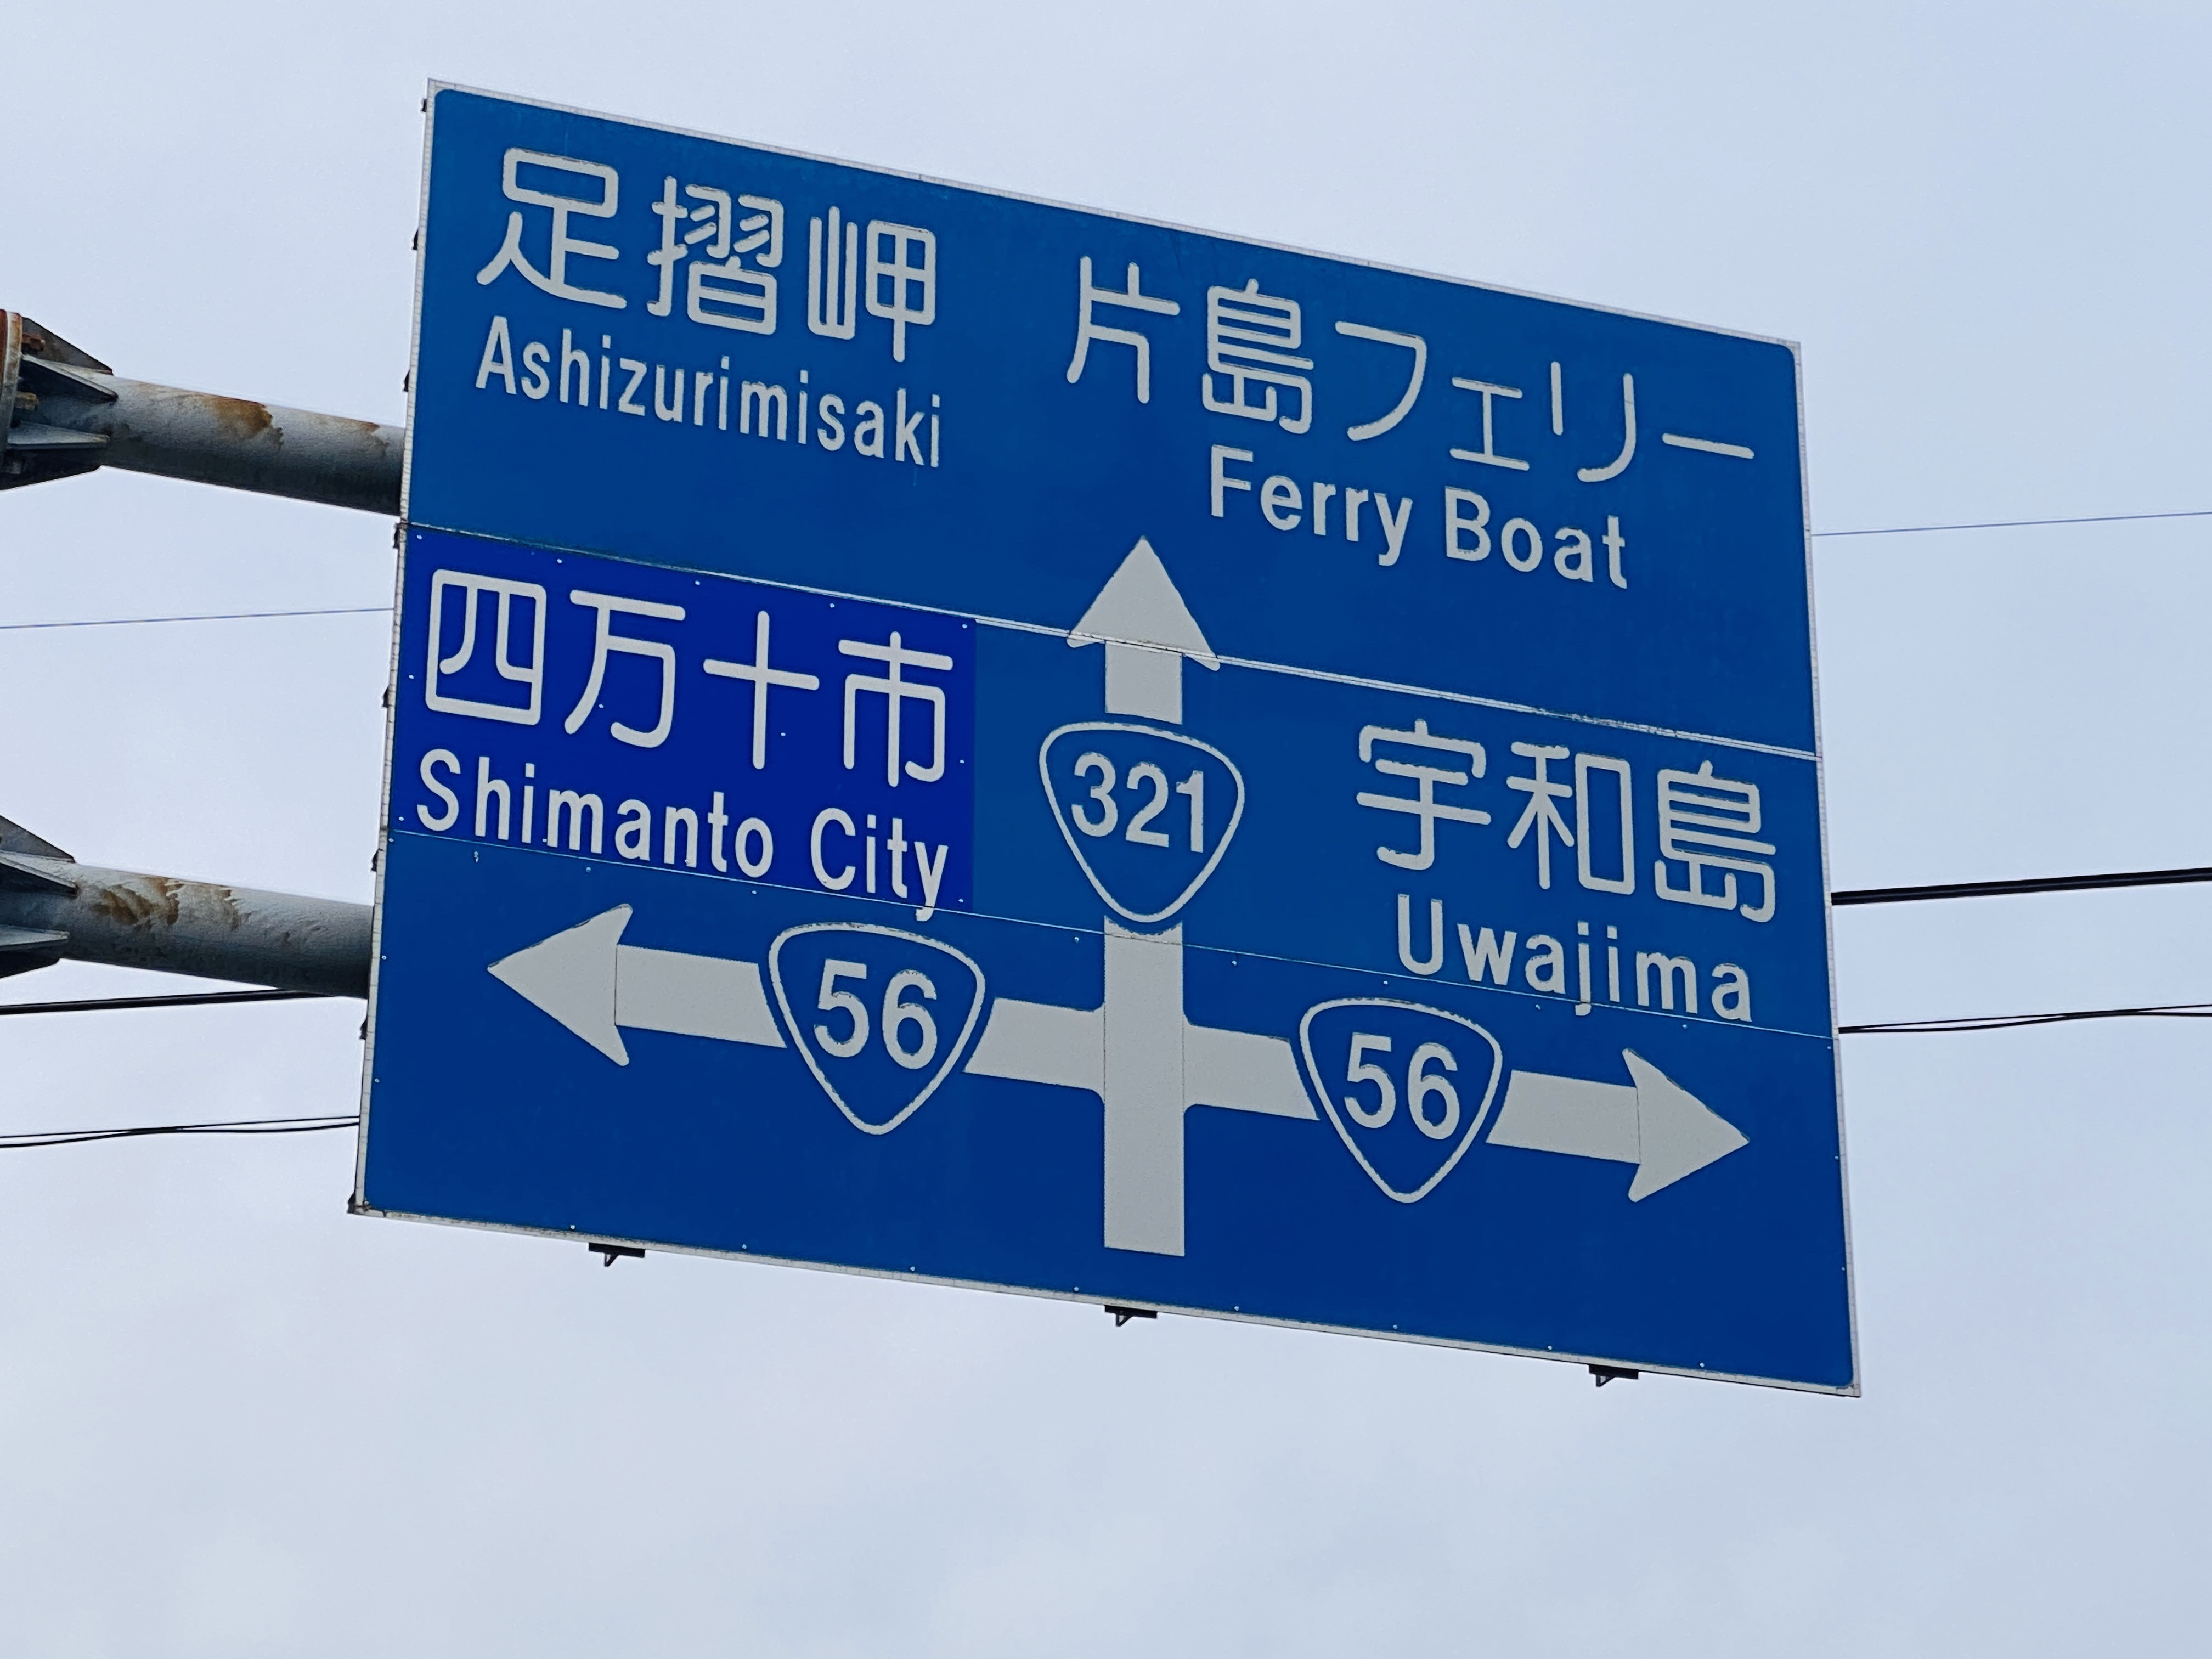 足摺岬 片島フェリー
Ashizurimisaki Ferry Boat
四万十市
Shimanto City
321
宇和島
Uwajima
56
56